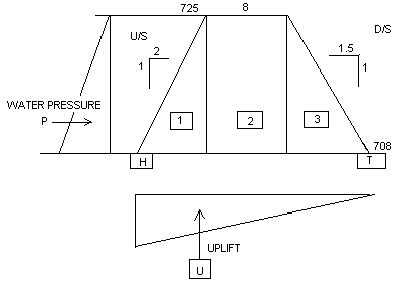 725
8
U/S
D/S
2
1
1.5
1
WATER PRESSURE
P
1
2
3
H
T
708
UPLIFT
U